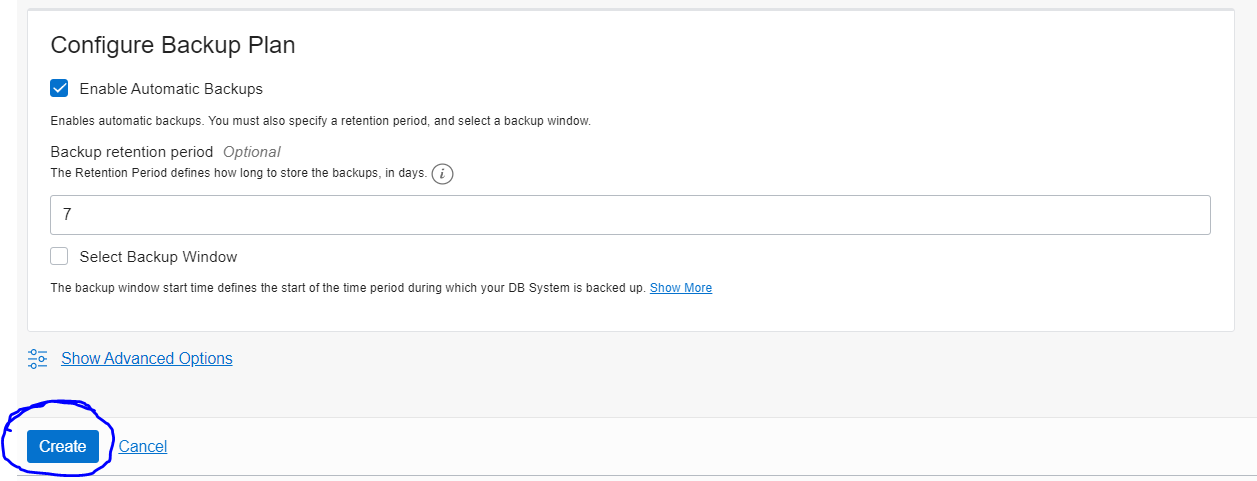 Configure Backup Plan
Enable Automatic Backups
Enables automatic backups. You must also specify a retention period, and select a backup window.
Backup retention period Optional
The Retention Period defines how long to store the backups, in days. i
7
Select Backup Window
The backup window start time defines the start of the time period during which your DB System is backed up. Show More
Show Advanced Options
Create Cancel